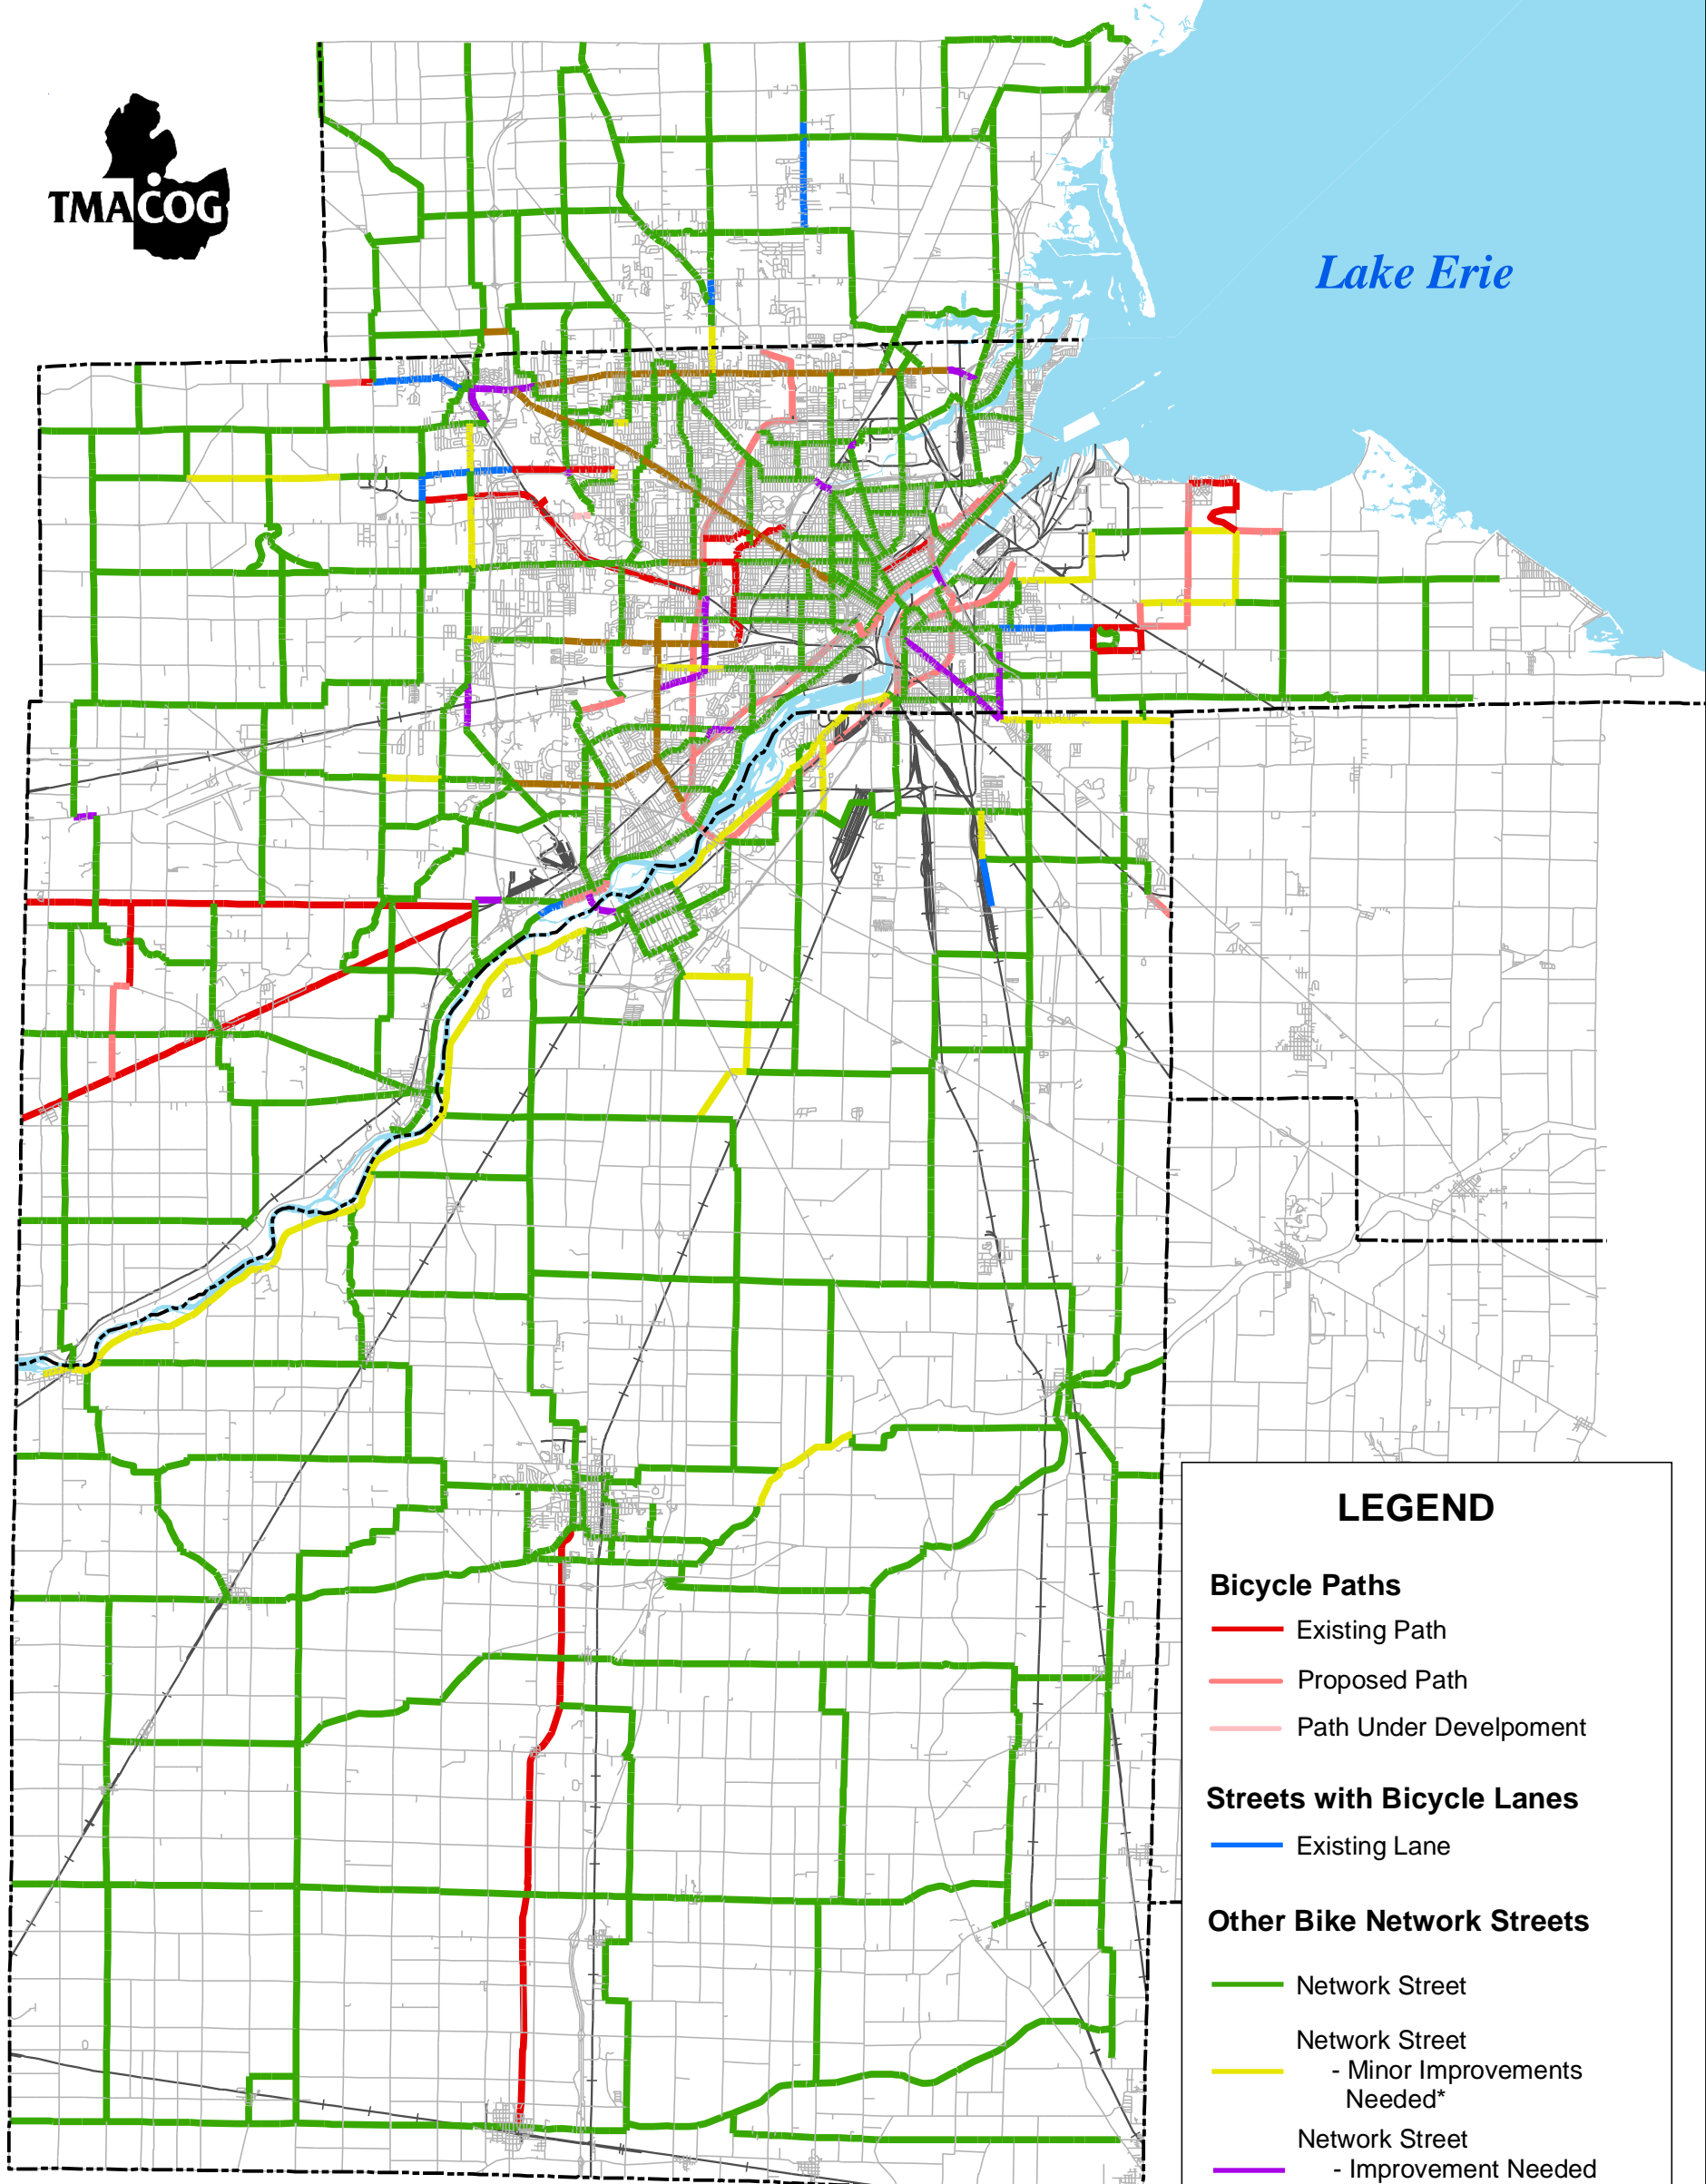 TMACOG
Lake Erie
LEGEND
Bicycle Paths
Existing Path
Proposed Path
Path Under Develpoment
Streets with Bicycle Lanes
Existing Lane
Other Bike Network Streets
Network Street
Network Street
- Minor Improvements
Needed*
Network Street
- Improvement Needed